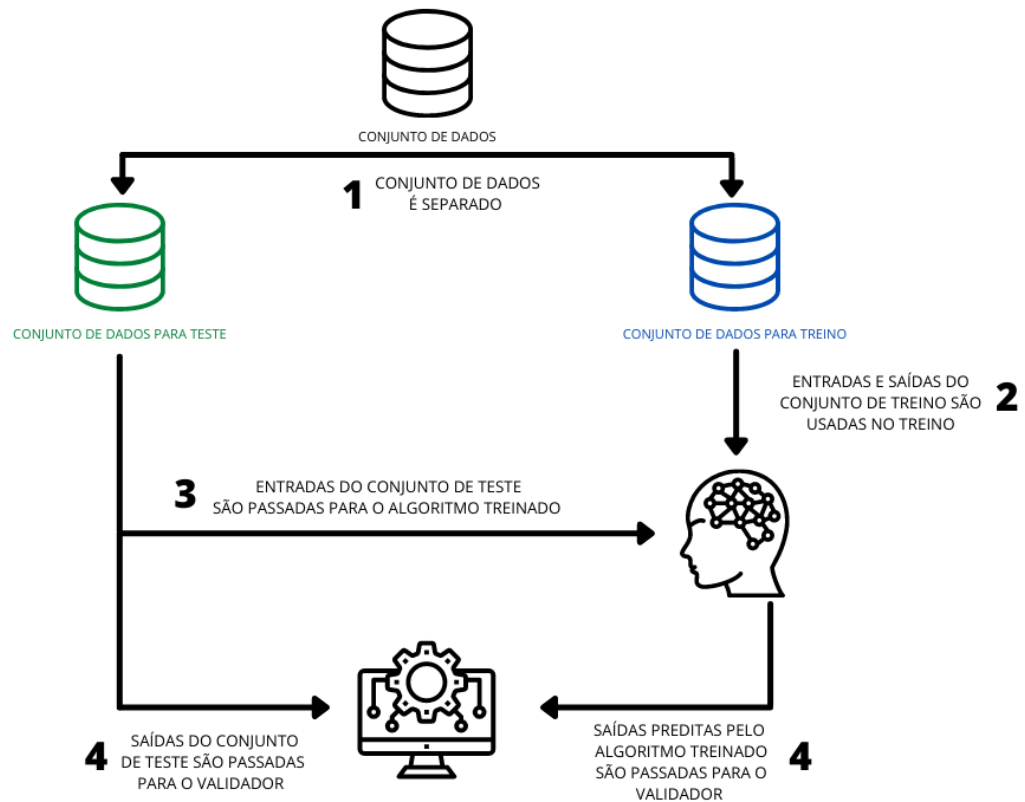 CONJUNTO DE DADOS
1
CONJUNTO DE DADOS
É SEPARADO
CONJUNTO DE DADOS PARA TESTE
CONJUNTO DE DADOS PARA TREINO
ENTRADAS E SAÍDAS DO
CONJUNTO DE TREINO SÃO
USADAS NO TREINO
2
3
ENTRADAS DO CONJUNTO DE TESTE
SÃO PASSADAS PARA O ALGORITMO TREINADO
4
SAÍDAS DO CONJUNTO
DE TESTE SÃO PASSADAS
PARA O VALIDADOR
SAÍDAS PREDITAS PELO
ALGORITMO TREINADO
SÃO PASSADAS PARA O
VALIDADOR
4